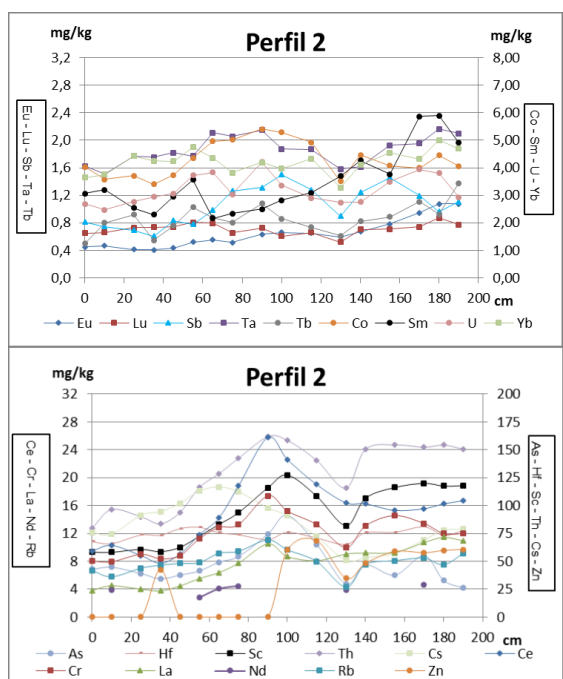 mg/kg
mg/kg
Perfil 2
3,2
2,8
2,4
2,0
1,6
1,2
0,8
0,4
0,0
8,00
7,00
6,00
5,00
4,00
3,00
2,00
1,00
0,00
Eu - Lu - Sb - Ta - Tb
Co - Sm - U - Yb
0 20 40 60 80 100 120 140 160 180 200
cm
Eu Lu Sb Ta Tb Co Sm U Yb
mg/kg
mg/kg
Perfil 2
32
28
24
20
16
12
8
4
0
200
175
150
125
100
75
50
25
0
Ce - Cr - La - Nd - Rb
As - Hf - Sc - Th - Cs - Zn
0 20 40 60 80 100 120 140 160 180 200
cm
As Hf Sc Th Cs Ce
Cr La Nd Rb Zn